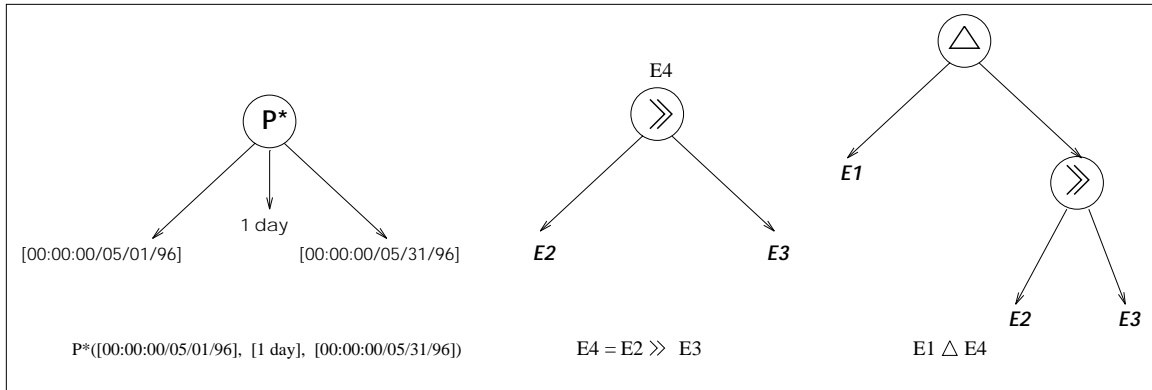 P*
1 day
[00:00:00/05/01/96]
[00:00:00/05/31/96]
P*([00:00:00/05/01/96], [1 day], [00:00:00/05/31/96])
E4
≫
E2
E3
E4 = E2 ≫ E3
△
E1
≫
E2
E3
E1 △ E4